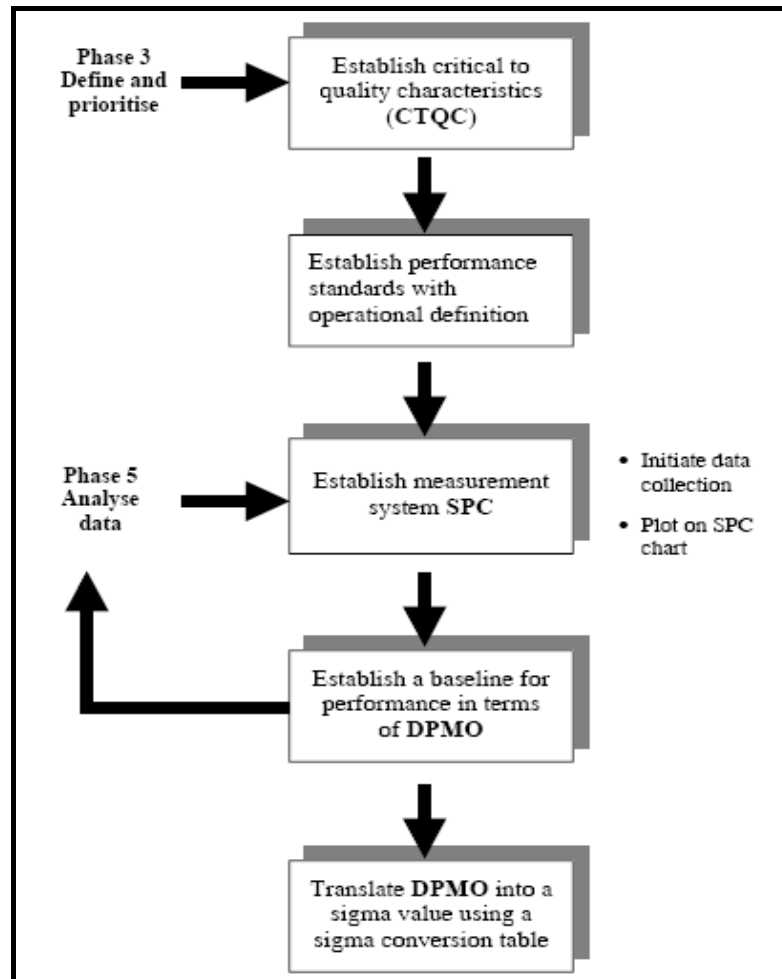 Phase 3
Define and
prioritise
Establish critical to
quality characteristics
(CTQC)
Establish performance
standards with
operational definition
Phase 5
Analyse
data
Establish measurement
system SPC
• Initiate data
collection
• Plot on SPC
chart
Establish a baseline for
performance in terms
of DPMO
Translate DPMO into a
sigma value using a
sigma conversion table